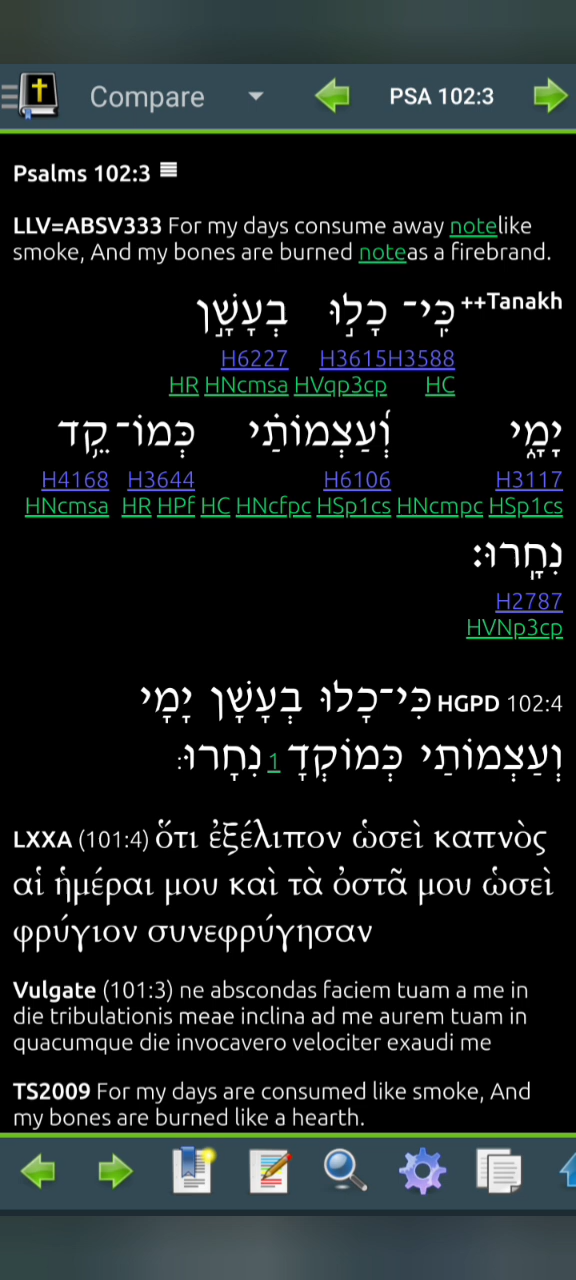 Compare PSA 102:3
Psalms 102:3
LLV=ABSV333 For my days consume away notelike
smoke, And my bones are burned noteas a firebrand.
++Tanakh כִּֽי־ כָל֣וּ בְעָשָׁ֣ן
H6227 H3615H3588
HR HNcmsa HVqp3cp HC
יָמָ֑י וְ֝עַצְמוֹתַ֗י כְּמוֹ־ קֵ֥ד
H4168 H3644 H6106 H3117
HNcmsa HR HPf HC HNcfpc HSp1cs HNcmpc HSp1cs
נִחָֽרוּ׃
H2787
HVNp3cp
HGPD 102:4 כִּי־כָלוּ בְעָשָׁן יָמָי
וְעַצְמוֹתַי כְּמוֹקְדָ 1 נִחָרוּ׃
LXXA (101:4) ὅτι ἐξέλιπον ὡσεὶ καπνὸς
αἱ ἡμέραι μου καὶ τὰ ὀστᾶ μου ὡσεὶ
φρύγιον συνεφρύγησαν
Vulgate (101:3) ne abscondas faciem tuam a me in
die tribulationis meae inclina ad me aurem tuam in
quacumque die invocavero velociter exaudi me
TS2009 For my days are consumed like smoke, And
my bones are burned like a hearth.